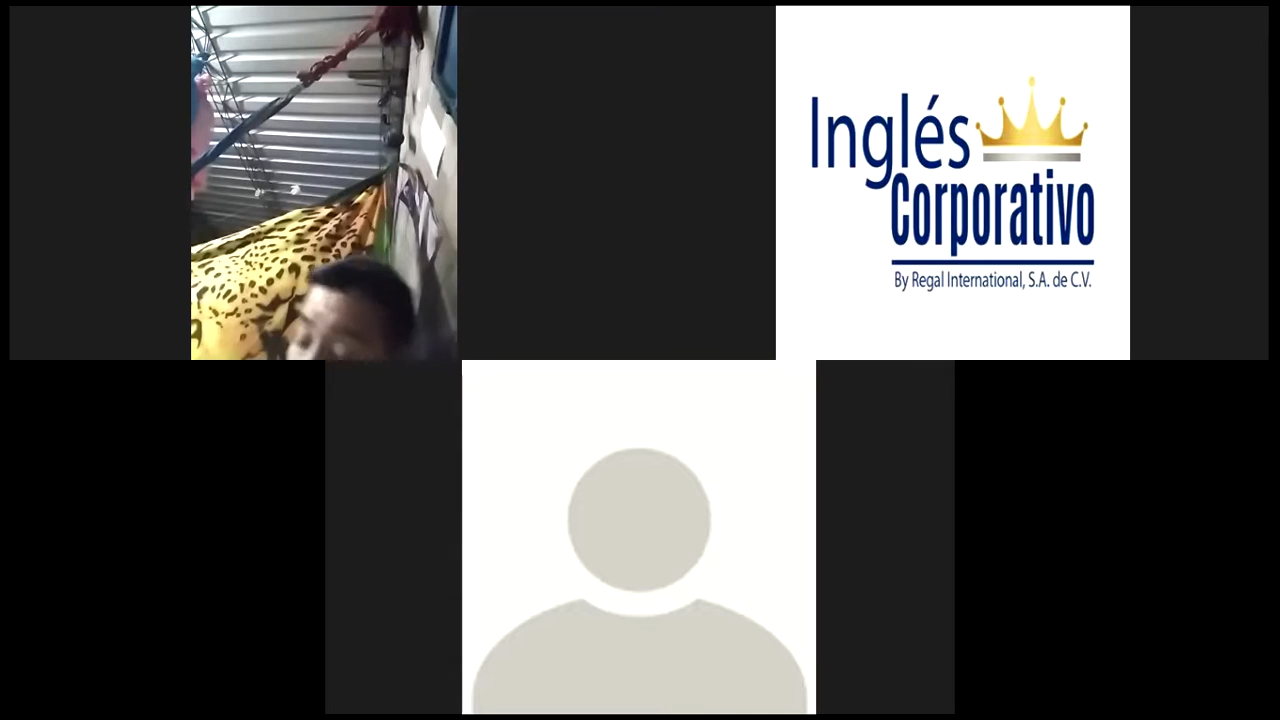 Inglés
Corporativo
By Regal International, S.A. de C.V.